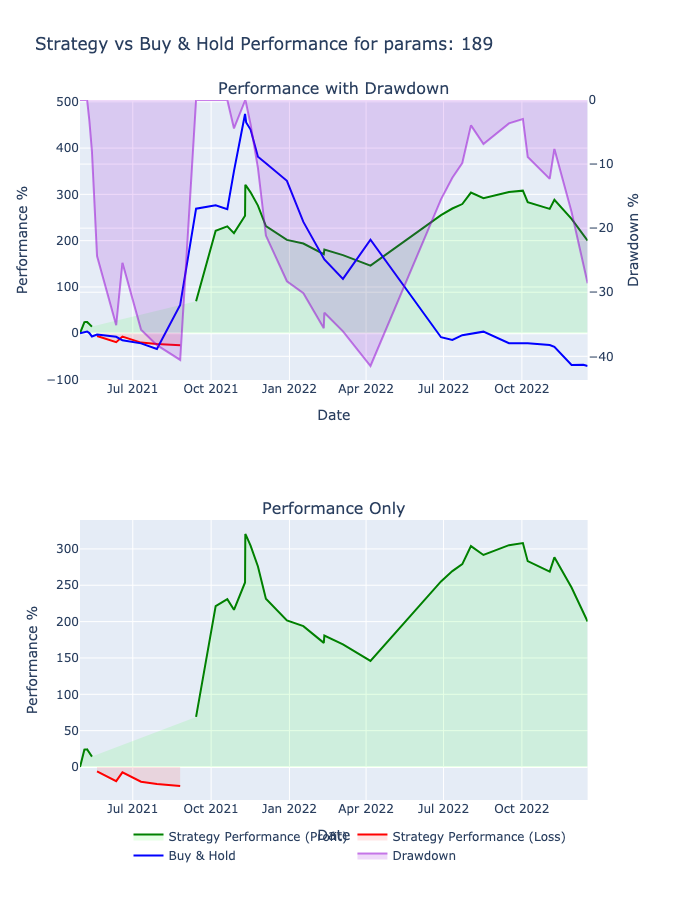 Strategy vs Buy & Hold Performance for params: 189
Performance with Drawdown
500
400
300
200
100
0
−100
0
−10
−20
−30
−40
Performance %
Drawdown %
Jul 2021
Oct 2021
Jan 2022
Apr 2022
Jul 2022
Oct 2022
Date
Performance Only
300
250
200
150
100
50
0
Performance %
Jul 2021
Oct 2021
Jan 2022
Apr 2022
Jul 2022
Oct 2022
Date
Strategy Performance (Profit)
Strategy Performance (Loss)
Buy & Hold
Drawdown